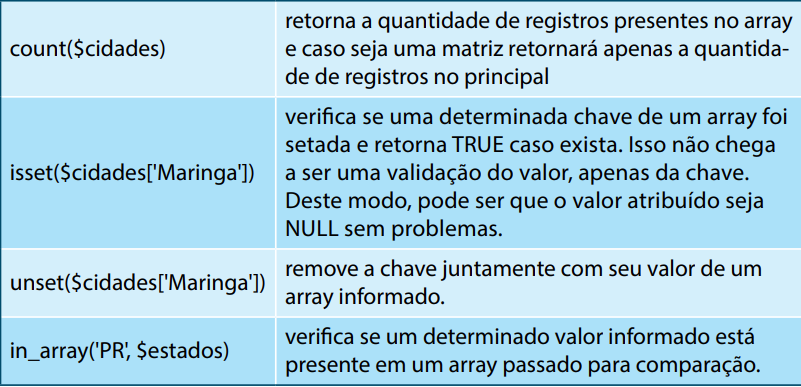 count($cidades)
retorna a quantidade de registros presentes no array
e caso seja uma matriz retornará apenas a quantida-
de de registros no principal
isset($cidades['Maringa'])
verifica se uma determinada chave de um array foi
setada e retorna TRUE caso exista. Isso não chega
a ser uma validação do valor, apenas da chave.
Deste modo, pode ser que o valor atribuído seja
NULL sem problemas.
unset($cidades['Maringa'])
remove a chave juntamente com seu valor de um
array informado.
in_array('PR', $estados)
verifica se um determinado valor informado está
presente em um array passado para comparação.